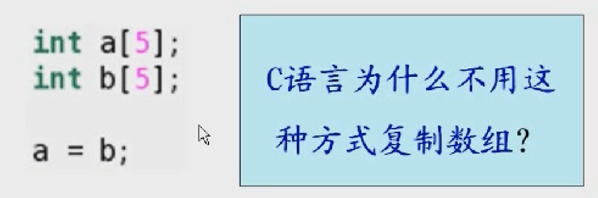 int a[5];
int b[5];
a = b;
C语言为什么不用这
种方式复制数组?